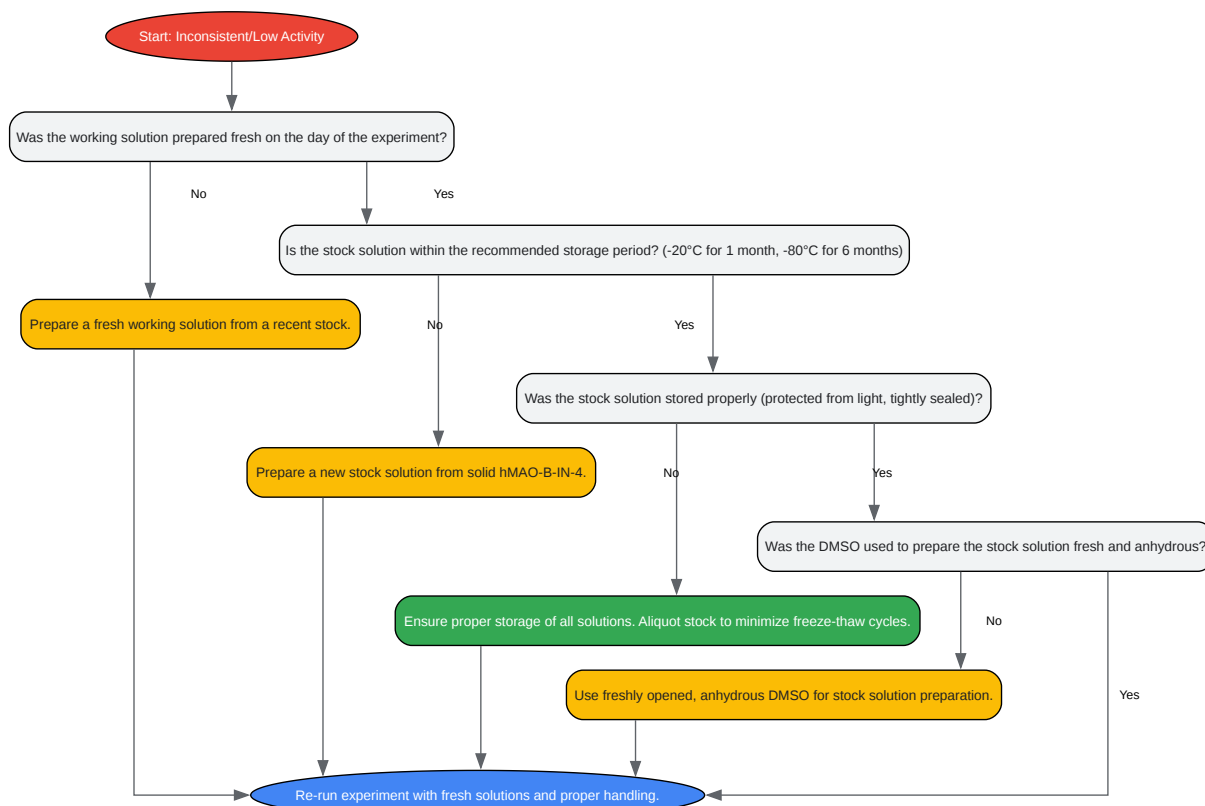 Start: Inconsistent/Low Activity
Was the working solution prepared fresh on the day of the experiment?
No
Yes
Is the stock solution within the recommended storage period? (-20°C for 1 month, -80°C for 6 months)
Prepare a fresh working solution from a recent stock.
No
Yes
Was the stock solution stored properly (protected from light, tightly sealed)?
Prepare a new stock solution from solid hMAO-B-IN-4.
No
Yes
Was the DMSO used to prepare the stock solution fresh and anhydrous?
Ensure proper storage of all solutions. Aliquot stock to minimize freeze-thaw cycles.
No
Use freshly opened, anhydrous DMSO for stock solution preparation.
Yes
Re-run experiment with fresh solutions and proper handling.